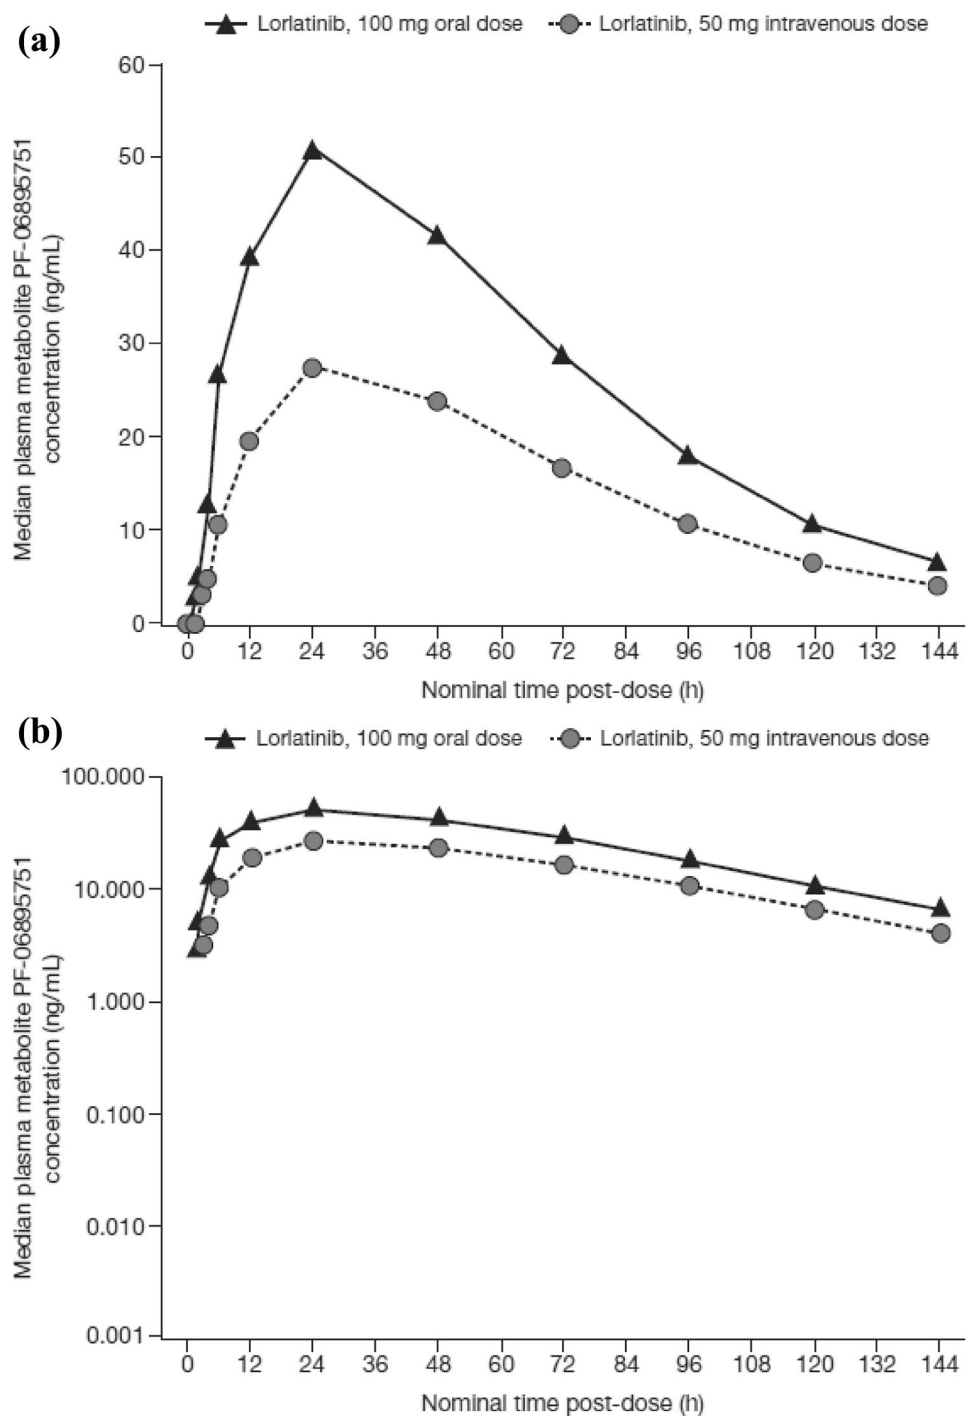 (a)
Lorlatinib, 100 mg oral dose Lorlatinib, 50 mg intravenous dose
Median plasma metabolite PF-06895751
concentration (ng/mL)
60
50
40
30
20
10
0
0 12 24 36 48 60 72 84 96 108 120 132 144
Nominal time post-dose (h)
(b)
Lorlatinib, 100 mg oral dose Lorlatinib, 50 mg intravenous dose
Median plasma metabolite PF-06895751
concentration (ng/mL)
100.000
10.000
1.000
0.100
0.010
0.001
0 12 24 36 48 60 72 84 96 108 120 132 144
Nominal time post-dose (h)